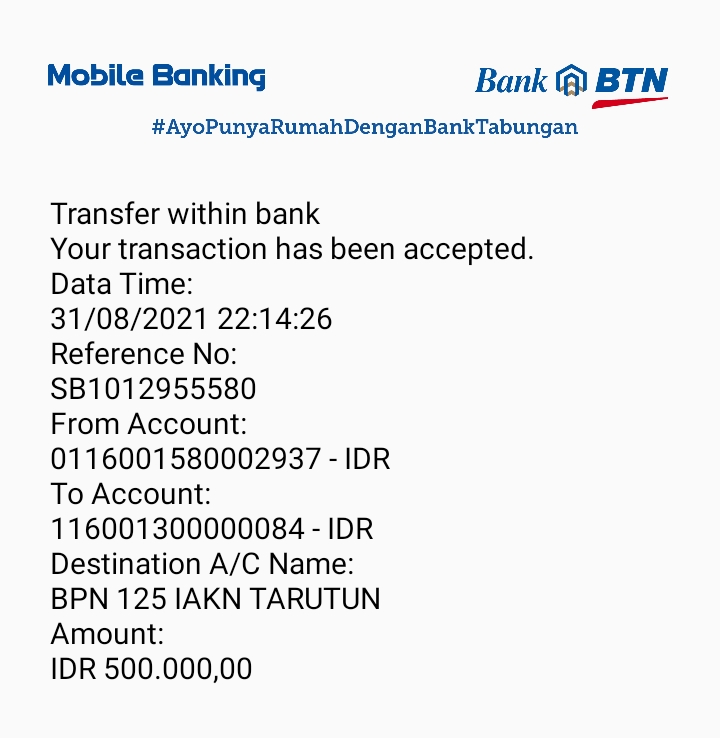 Mobile Banking
Bank BTN
#AyoPunyaRumahDenganBankTabungan
Transfer within bank
Your transaction has been accepted.
Data Time:
31/08/2021 22:14:26
Reference No:
SB1012955580
From Account:
0116001580002937 - IDR
To Account:
116001300000084 - IDR
Destination A/C Name:
BPN 125 IAKN TARUTUN
Amount:
IDR 500.000,00